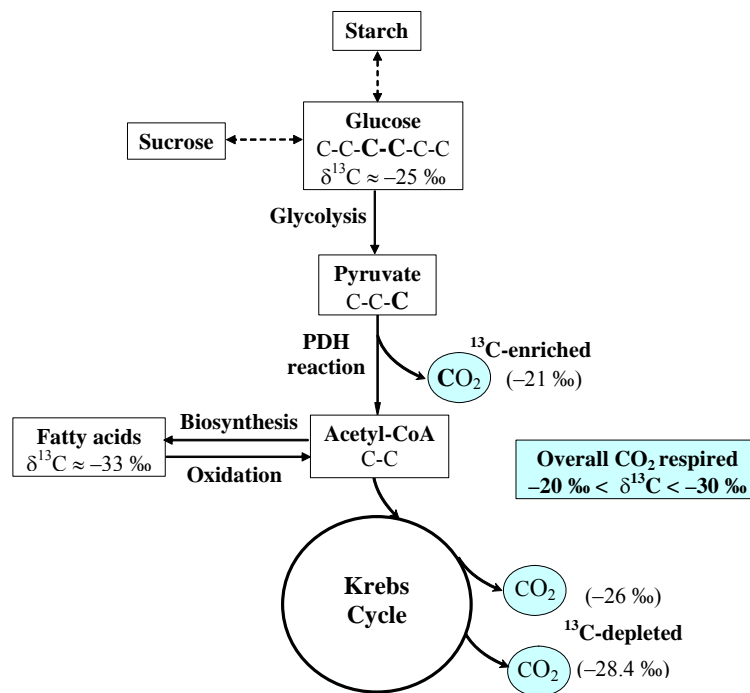 Starch
Sucrose
Glucose
C-C-C-C-C-C
δ¹³C ≈ –25 ‰
Glycolysis
Pyruvate
C-C-C
PDH
reaction
¹³C-enriched
CO₂ (–21 ‰)
Biosynthesis
Fatty acids
δ¹³C ≈ –33 ‰
Oxidation
Acetyl-CoA
C-C
Overall CO₂ respired
–20 ‰ < δ¹³C < –30 ‰
Krebs
Cycle
CO₂ (–26 ‰)
¹³C-depleted
CO₂ (–28.4 ‰)